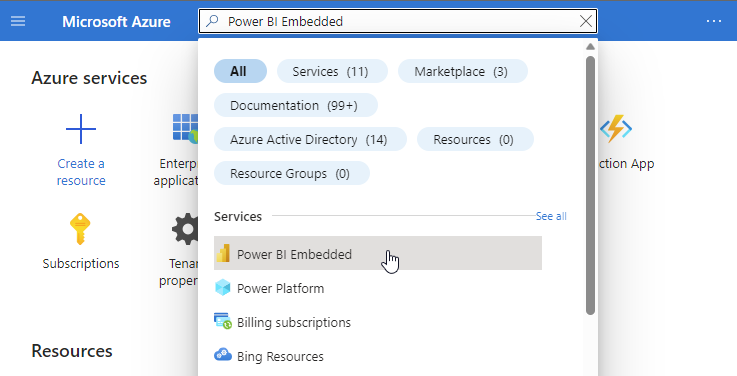 Microsoft Azure
Power BI Embedded
Azure services
All
Services (11)
Marketplace (3)
Documentation (99+)
Azure Active Directory (14)
Resources (0)
Resource Groups (0)
Create a
resource
Enterp
applicat
ction App
Subscriptions
Tenan
proper
Services
See all
Power BI Embedded
Power Platform
Billing subscriptions
Bing Resources
Resources